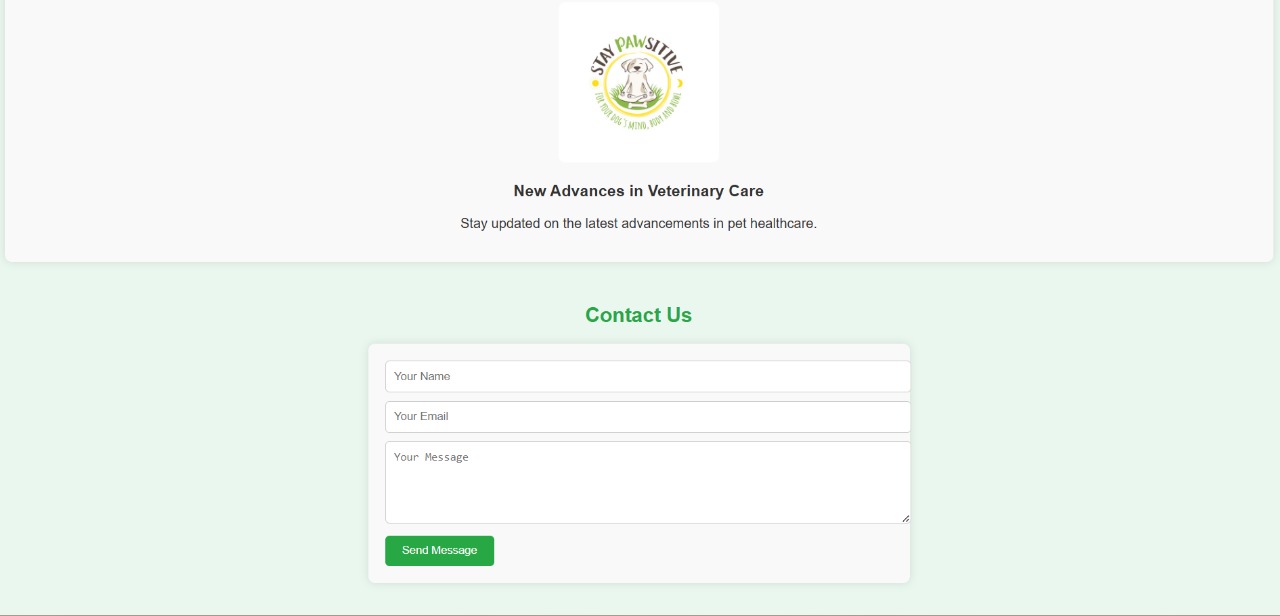 STAY PAWSITIVE
FOR YOUR DOG'S MIND, BODY AND BOWL
New Advances in Veterinary Care
Stay updated on the latest advancements in pet healthcare.
Contact Us
Your Name
Your Email
Your Message
Send Message